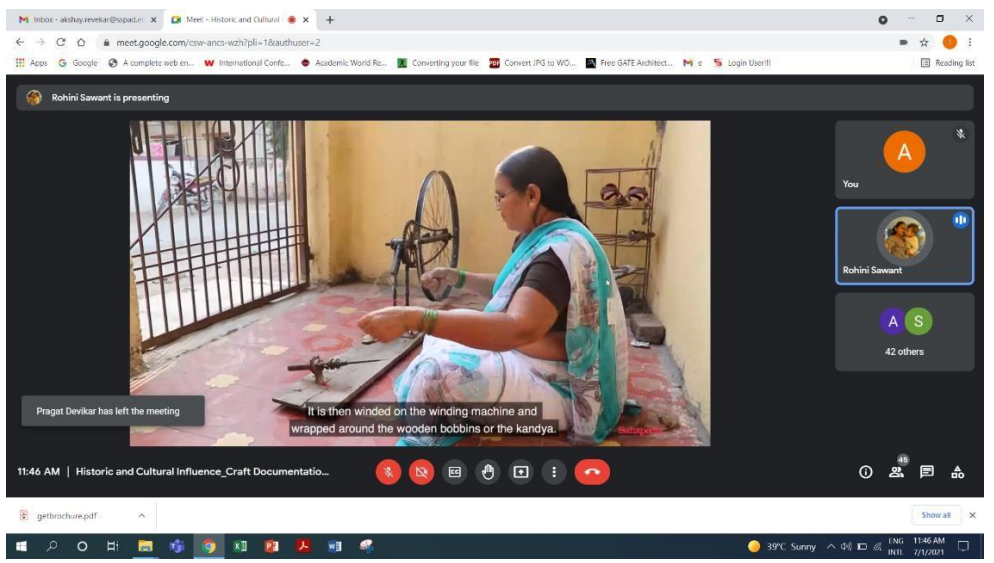 Inbox - akshay.revekar@sspad.e
Meet - Historic and Cultural
meet.google.com/csw-ancs-wzh?pli=1&authuser=2
Apps Google A complete web en... International Confe... Academic World Re... Converting your file Convert JPG to WO... Free GATE Architect... e Login User!!! Reading list
Rohini Sawant is presenting
A
You
Rohini Sawant
A S
42 others
Pragat Devikar has left the meeting
It is then winded on the winding machine and
wrapped around the wooden bobbins or the kandya.
Sahapedia
11:46 AM | Historic and Cultural Influence_Craft Documentatio...
45
getbrochure.pdf
Show all
39°C Sunny
ENG 11:46 AM
INTL 7/1/2021